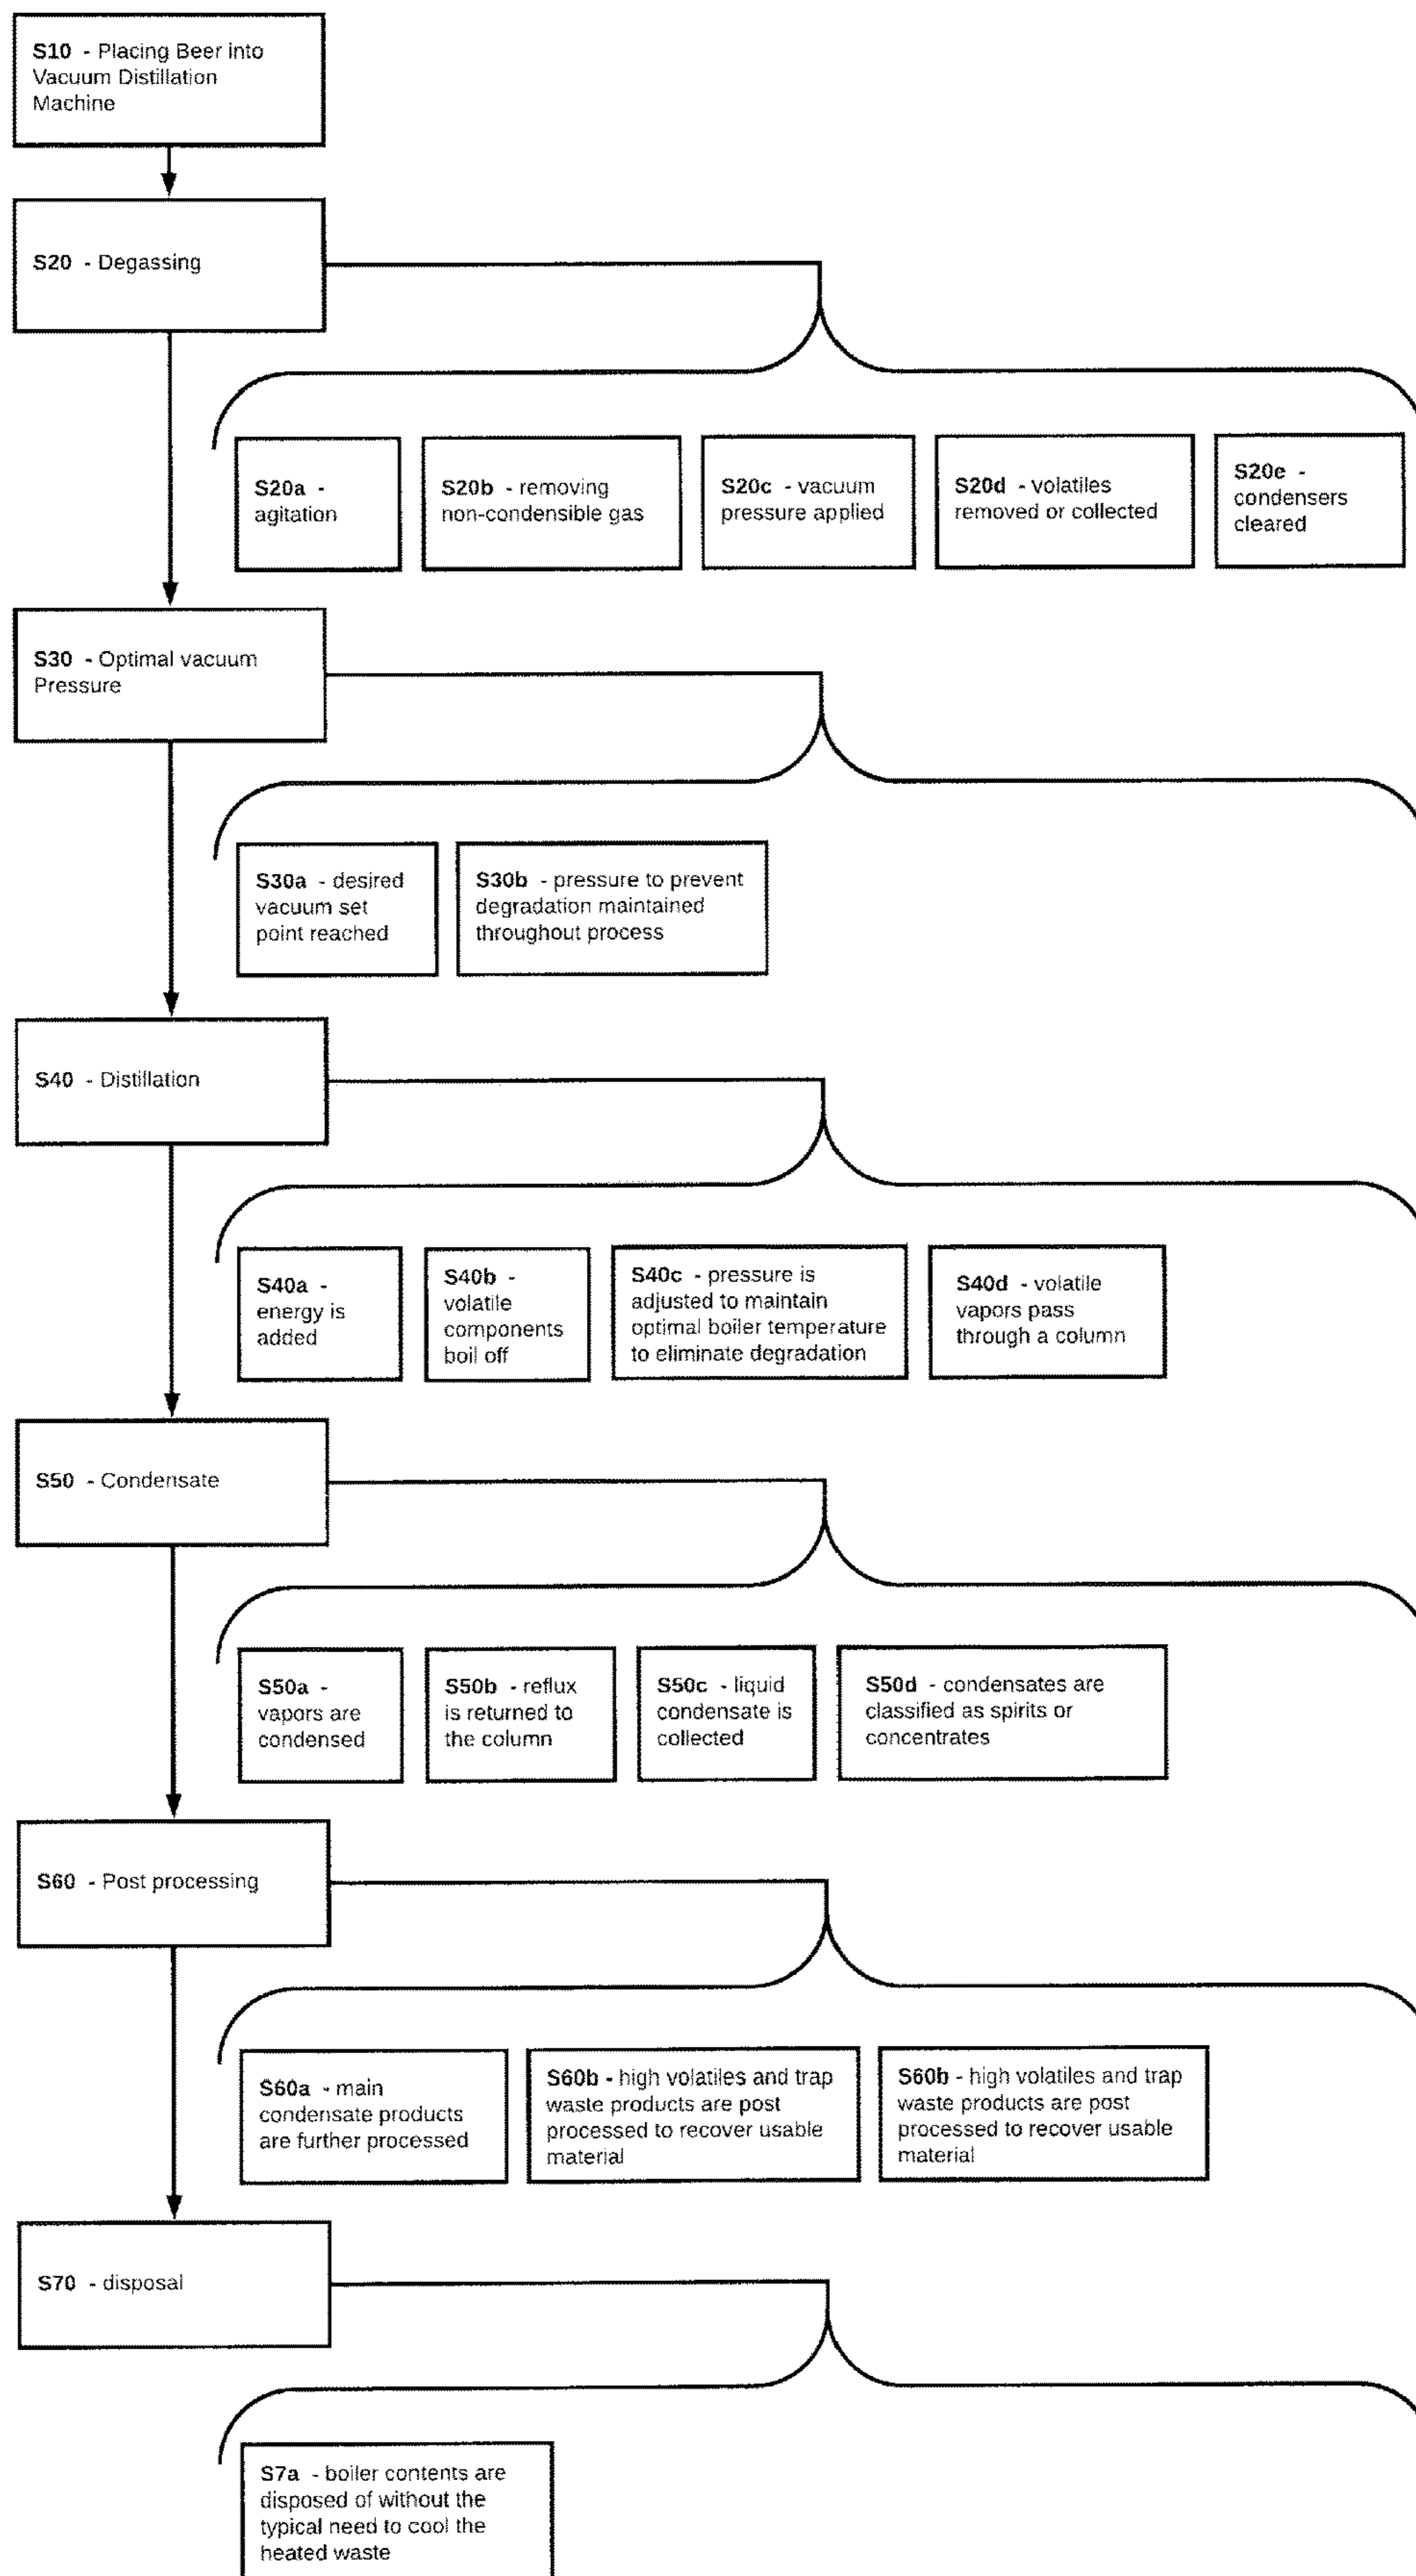 S10 - Placing Beer into
Vacuum Distillation
Machine
S20 - Degassing
S20a -
agitation
S20b - removing
non-condensible gas
S20c - vacuum
pressure applied
S20d - volatiles
removed or collected
S20e -
condensers
cleared
S30 - Optimal vacuum
Pressure
S30a - desired
vacuum set
point reached
S30b - pressure to prevent
degradation maintained
throughout process
S40 - Distillation
S40a -
energy is
added
S40b -
volatile
components
boil off
S40c - pressure is
adjusted to maintain
optimal boiler temperature
to eliminate degradation
S40d - volatile
vapors pass
through a column
S50 - Condensate
S50a -
vapors are
condensed
S50b - reflux
is returned to
the column
S50c - liquid
condensate is
collected
S50d - condensates are
classified as spirits or
concentrates
S60 - Post processing
S60a - main
condensate products
are further processed
S60b - high volatiles and trap
waste products are post
processed to recover usable
material
S60b - high volatiles and trap
waste products are post
processed to recover usable
material
S70 - disposal
S7a - boiler contents are
disposed of without the
typical need to cool the
heated waste